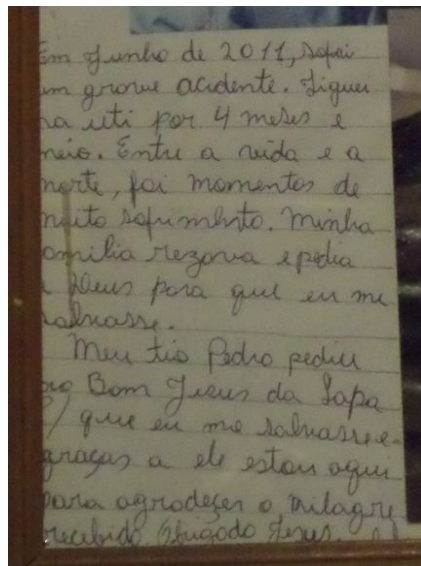 Em Junho de 2011, sofri
um grave acidente. Fiquei
na uti por 4 meses e
meio. Entre a vida e a
morte, foi momentos de
muito sofrimento. Minha
família rezava e pedia
a Deus para que eu me
salvasse.
Meu tio Pedro pediu
ao Bom Jesus da Lapa
que eu me salvasse e
graças a ele estou aqui
para agradeçer o milagre
recebido. Obrigado Jesus.